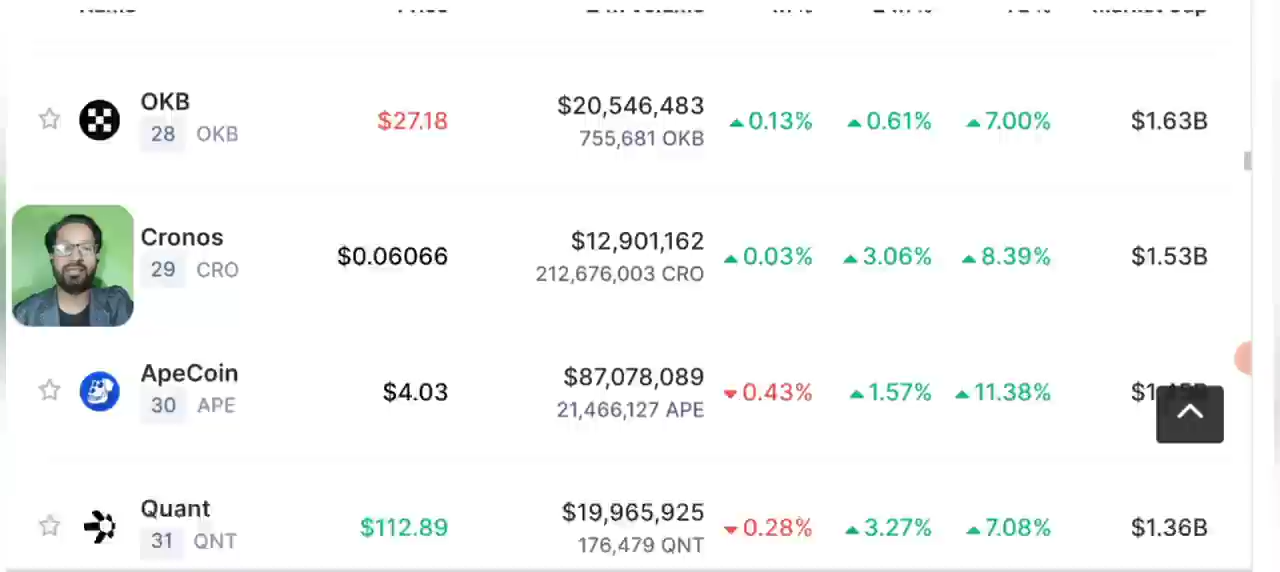 OKB
28 OKB
$27.18
$20,546,483
755,681 OKB
0.13%
0.61%
7.00%
$1.63B
Cronos
29 CRO
$0.06066
$12,901,162
212,676,003 CRO
0.03%
3.06%
8.39%
$1.53B
ApeCoin
30 APE
$4.03
$87,078,089
21,466,127 APE
0.43%
1.57%
11.38%
Quant
31 QNT
$112.89
$19,965,925
176,479 QNT
0.28%
3.27%
7.08%
$1.36B